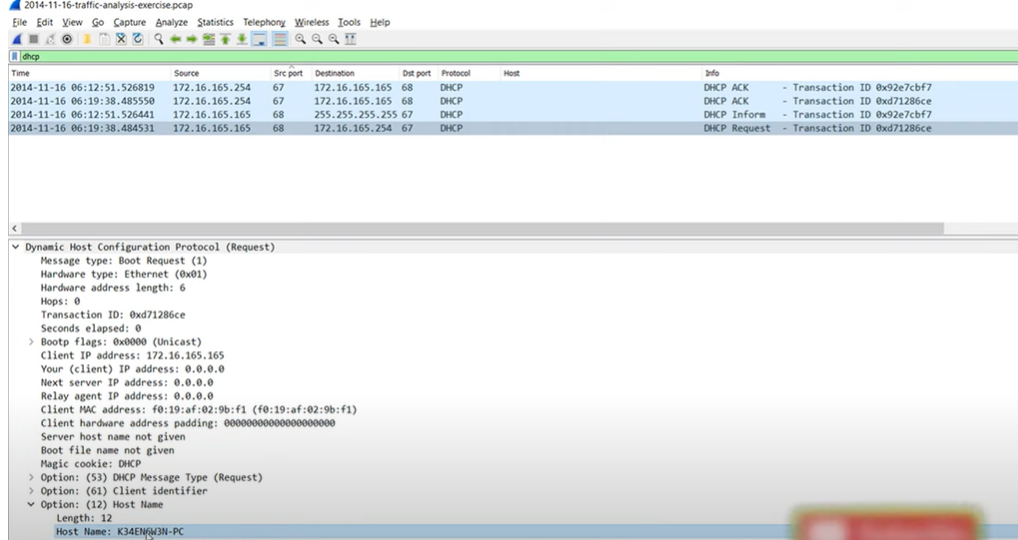 2014-11-16-traffic-analysis-exercise.pcap
File Edit View Go Capture Analyze Statistics Telephony Wireless Tools Help
dhcp
Time Source Src port Destination Dst port Protocol Host Info
2014-11-16 06:12:51.526819 172.16.165.254 67 172.16.165.165 68 DHCP DHCP ACK - Transaction ID 0x92e7cbf7
2014-11-16 06:19:38.485550 172.16.165.254 67 172.16.165.165 68 DHCP DHCP ACK - Transaction ID 0xd71286ce
2014-11-16 06:12:51.526441 172.16.165.165 68 255.255.255.255 67 DHCP DHCP Inform - Transaction ID 0x92e7cbf7
2014-11-16 06:19:38.484531 172.16.165.165 68 172.16.165.254 67 DHCP DHCP Request - Transaction ID 0xd71286ce
Dynamic Host Configuration Protocol (Request)
Message type: Boot Request (1)
Hardware type: Ethernet (0x01)
Hardware address length: 6
Hops: 0
Transaction ID: 0xd71286ce
Seconds elapsed: 0
Bootp flags: 0x0000 (Unicast)
Client IP address: 172.16.165.165
Your (client) IP address: 0.0.0.0
Next server IP address: 0.0.0.0
Relay agent IP address: 0.0.0.0
Client MAC address: f0:19:af:02:9b:f1 (f0:19:af:02:9b:f1)
Client hardware address padding: 00000000000000000000
Server host name not given
Boot file name not given
Magic cookie: DHCP
Option: (53) DHCP Message Type (Request)
Option: (61) Client identifier
Option: (12) Host Name
Length: 12
Host Name: K34EN6W3N-PC